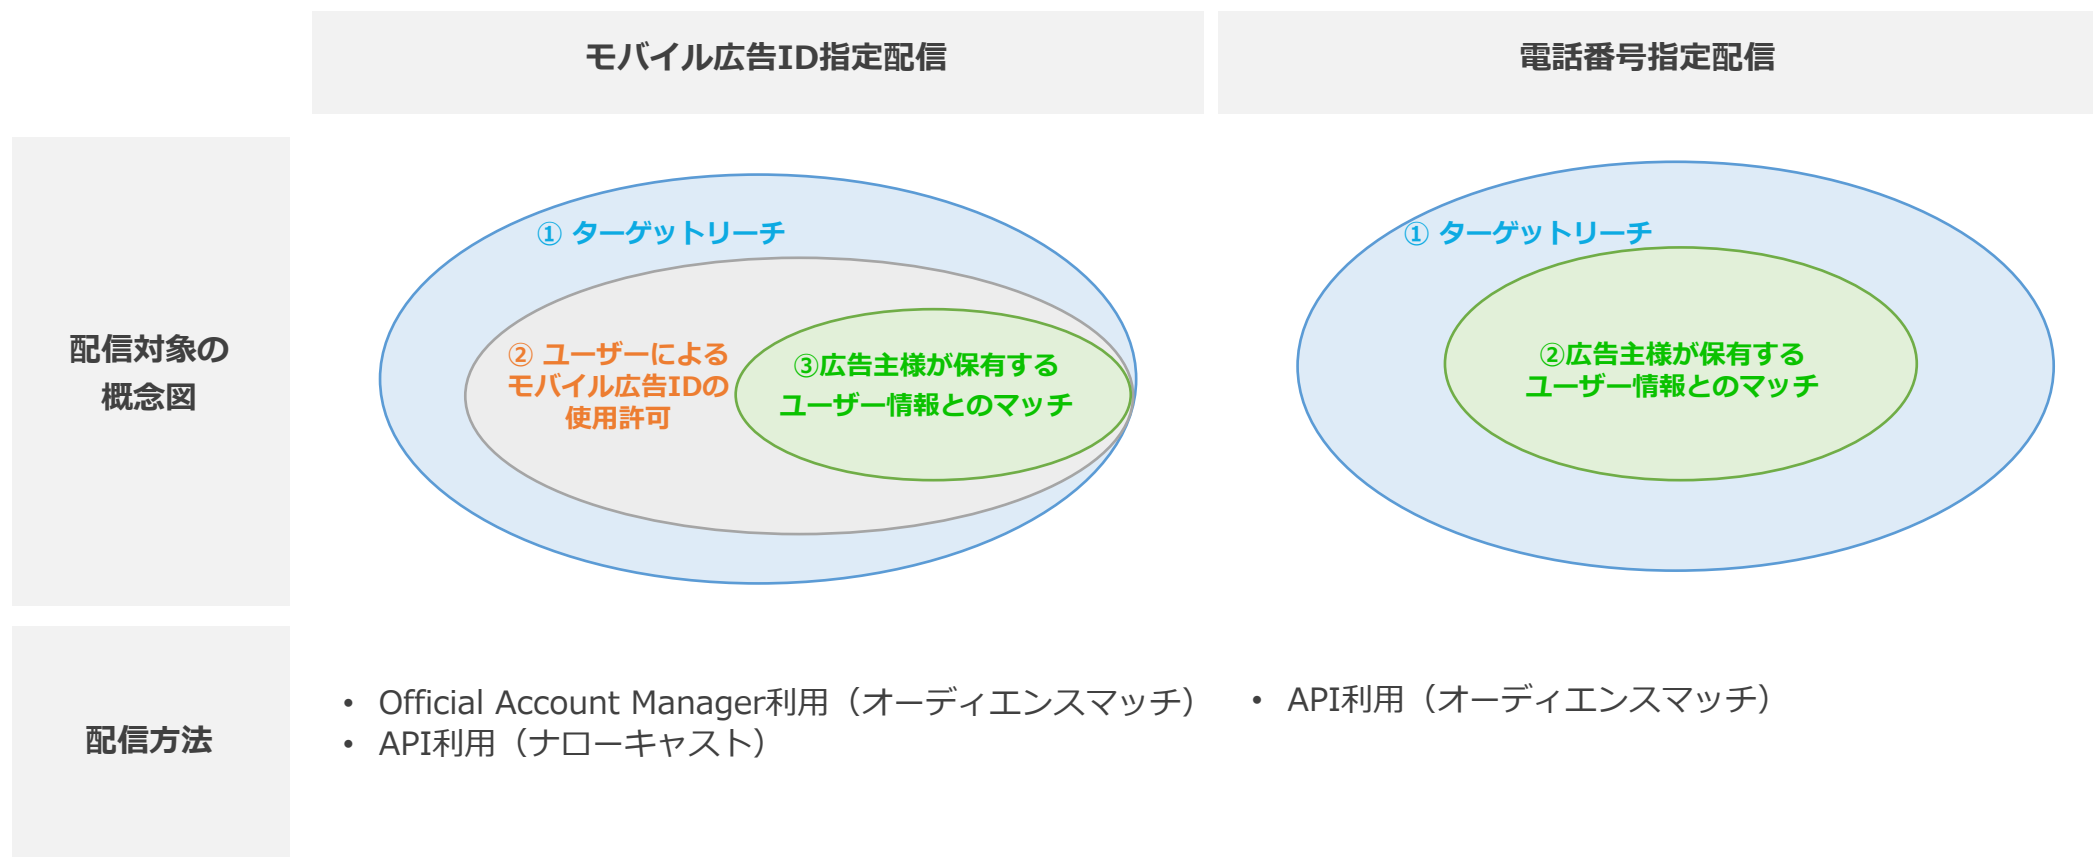 モバイル広告ID指定配信
電話番号指定配信
配信対象の
概念図
① ターゲットリーチ
② ユーザーによる
モバイル広告IDの
使用許可
③広告主様が保有する
ユーザー情報とのマッチ
① ターゲットリーチ
②広告主様が保有する
ユーザー情報とのマッチ
配信方法
• Official Account Manager利用（オーディエンスマッチ）
• API利用（ナローキャスト）
• API利用（オーディエンスマッチ）